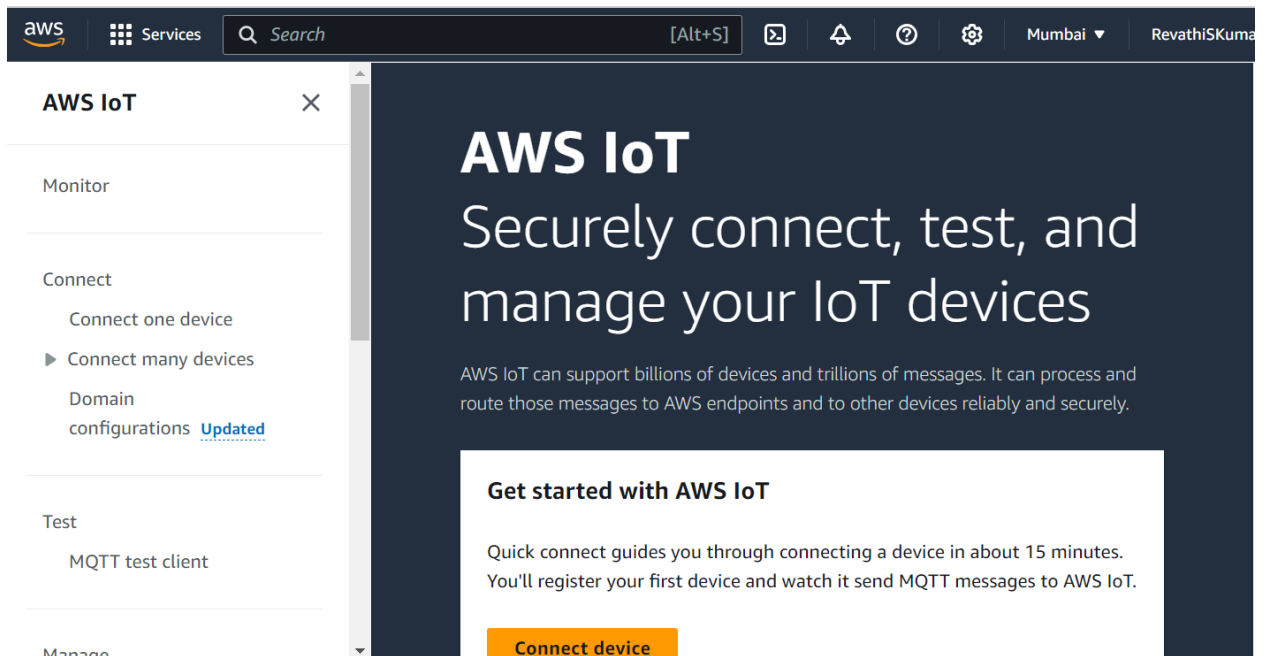 aws
Services
Search
[Alt+S]
Mumbai
RevathiSKuma
AWS IoT
Monitor
Connect
Connect one device
Connect many devices
Domain
configurations Updated
Test
MQTT test client
Manage
AWS IoT
Securely connect, test, and
manage your IoT devices
AWS IoT can support billions of devices and trillions of messages. It can process and
route those messages to AWS endpoints and to other devices reliably and securely.
Get started with AWS IoT
Quick connect guides you through connecting a device in about 15 minutes.
You'll register your first device and watch it send MQTT messages to AWS IoT.
Connect device